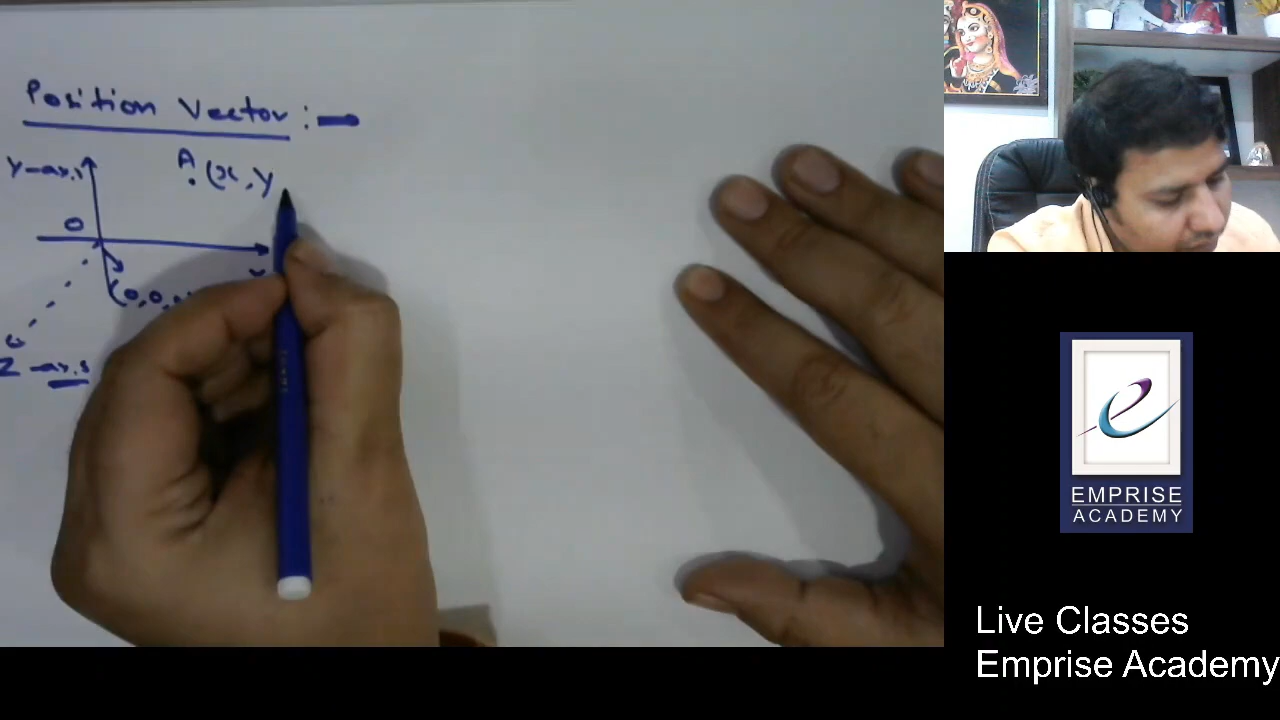 Position Vector :-
Y-axis
A (x, y
O
(0,0,
Z-axis
EMPRISE
ACADEMY
Live Classes
Emprise Academy